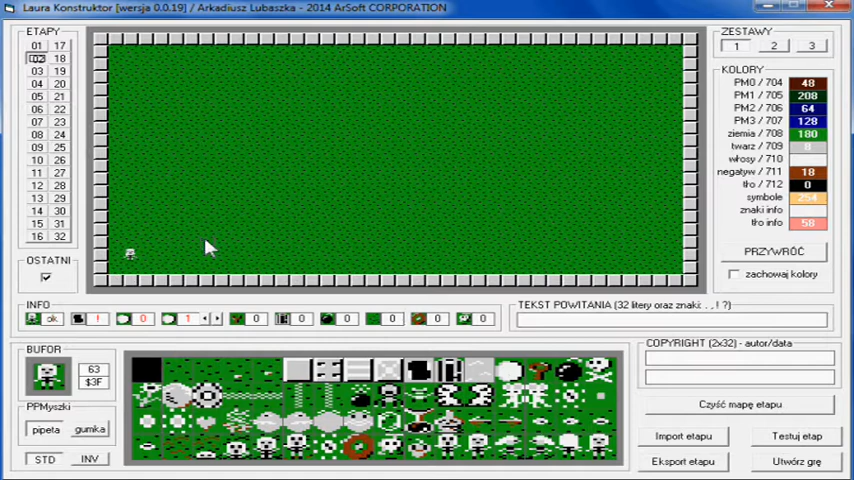 Laura Konstruktor [wersja 0.0.19] / Arkadiusz Lubaszka - 2014 ArSoft CORPORATION
ETAPY
01 17
02 18
03 19
04 20
05 21
06 22
07 23
08 24
09 25
10 26
11 27
12 28
13 29
14 30
15 31
16 32
OSTATNI
ZESTAWY
1 2 3
KOLORY
PM0 / 704 48
PM1 / 705 208
PM2 / 706 64
PM3 / 707 128
ziemia / 708 180
twarz / 709 8
włosy / 710
negatyw / 711 18
tło / 712 0
symbole 254
znaki info
tło info 58
PRZYWRÓĆ
zachowaj kolory
INFO
ok ! 0 1 0 0 0 0 0 0
TEKST POWITANIA (32 litery oraz znaki: . , ! ?)
BUFOR
63
$3F
PPMyszki
pipeta gumka
STD INV
COPYRIGHT (2x32) - autor/data
Czyść mapę etapu
Import etapu Testuj etap
Eksport etapu Utwórz grę